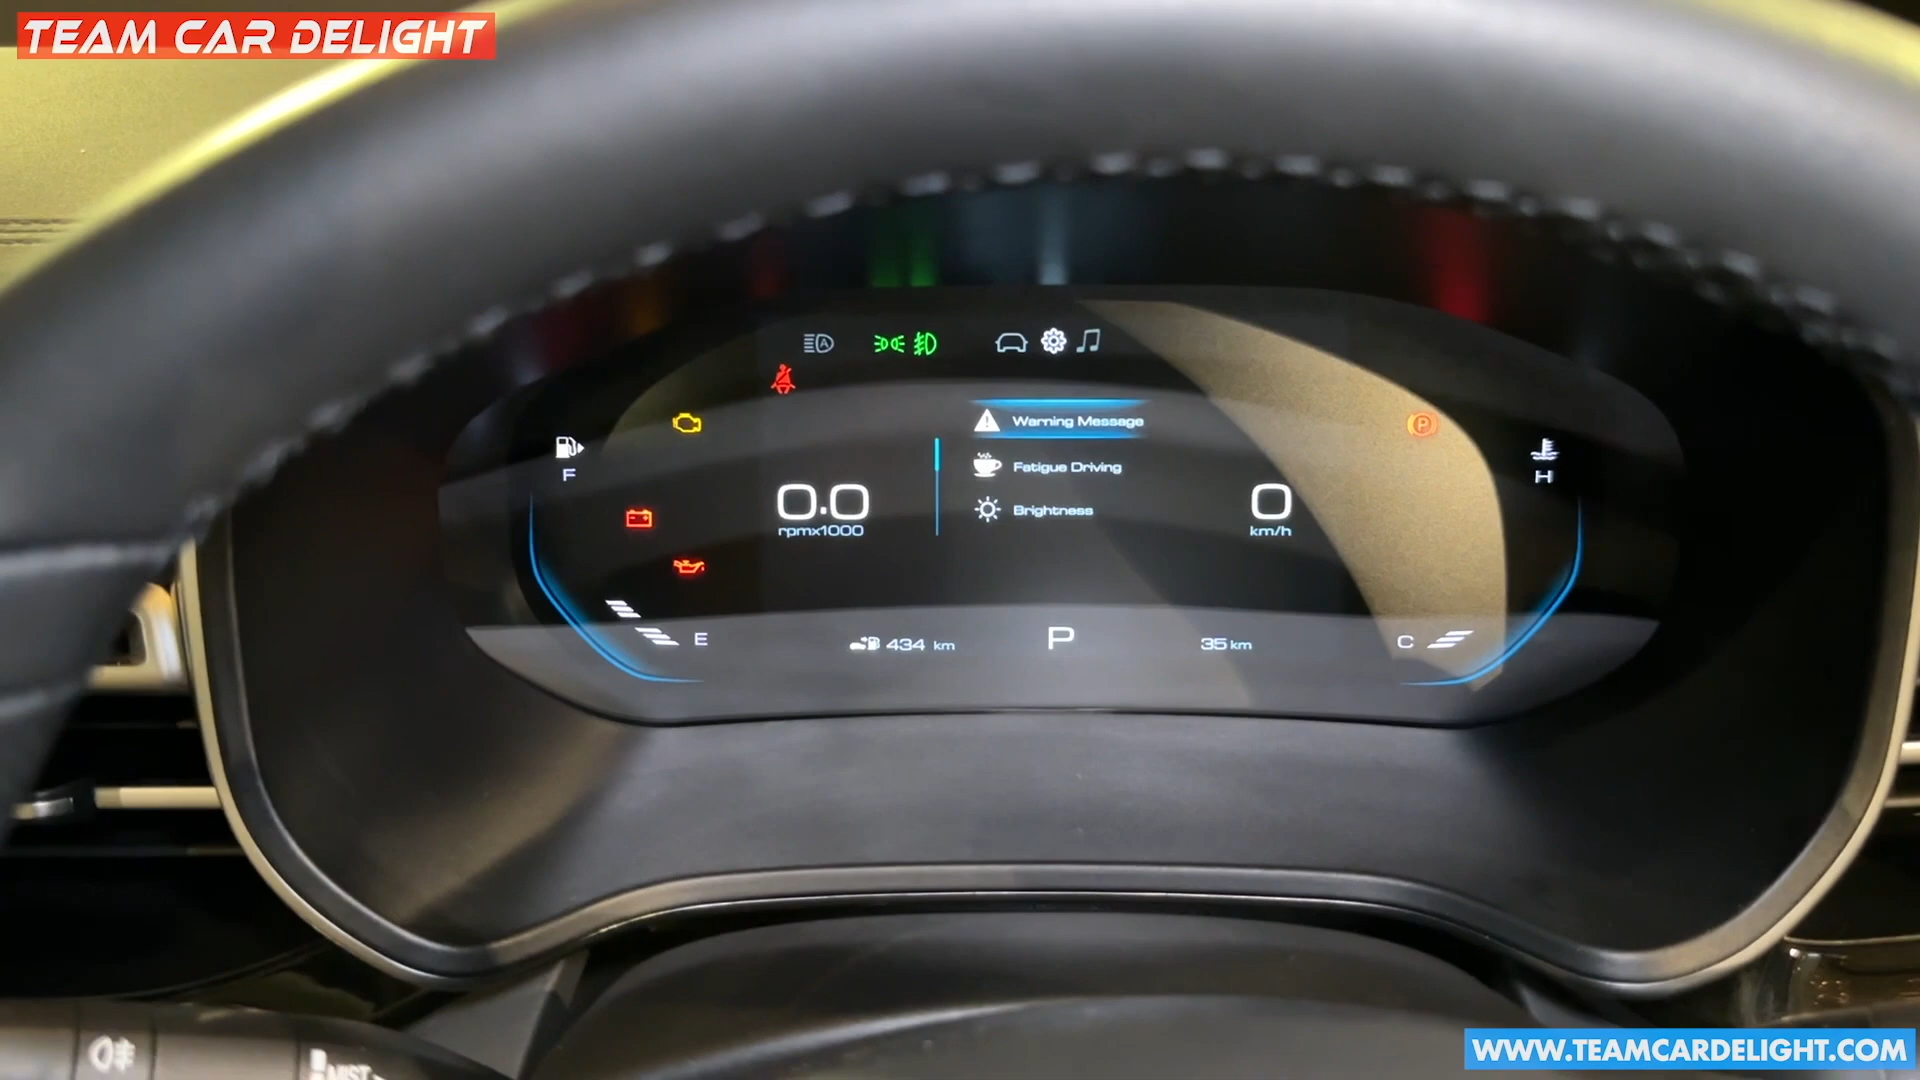 TEAM CAR DELIGHT
A
Warning Message
P
F
Fatigue Driving
H
0.0
rpmx1000
Brightness
0
km/h
E
434 km
P
35 km
C
MIST
WWW.TEAMCARDELIGHT.COM